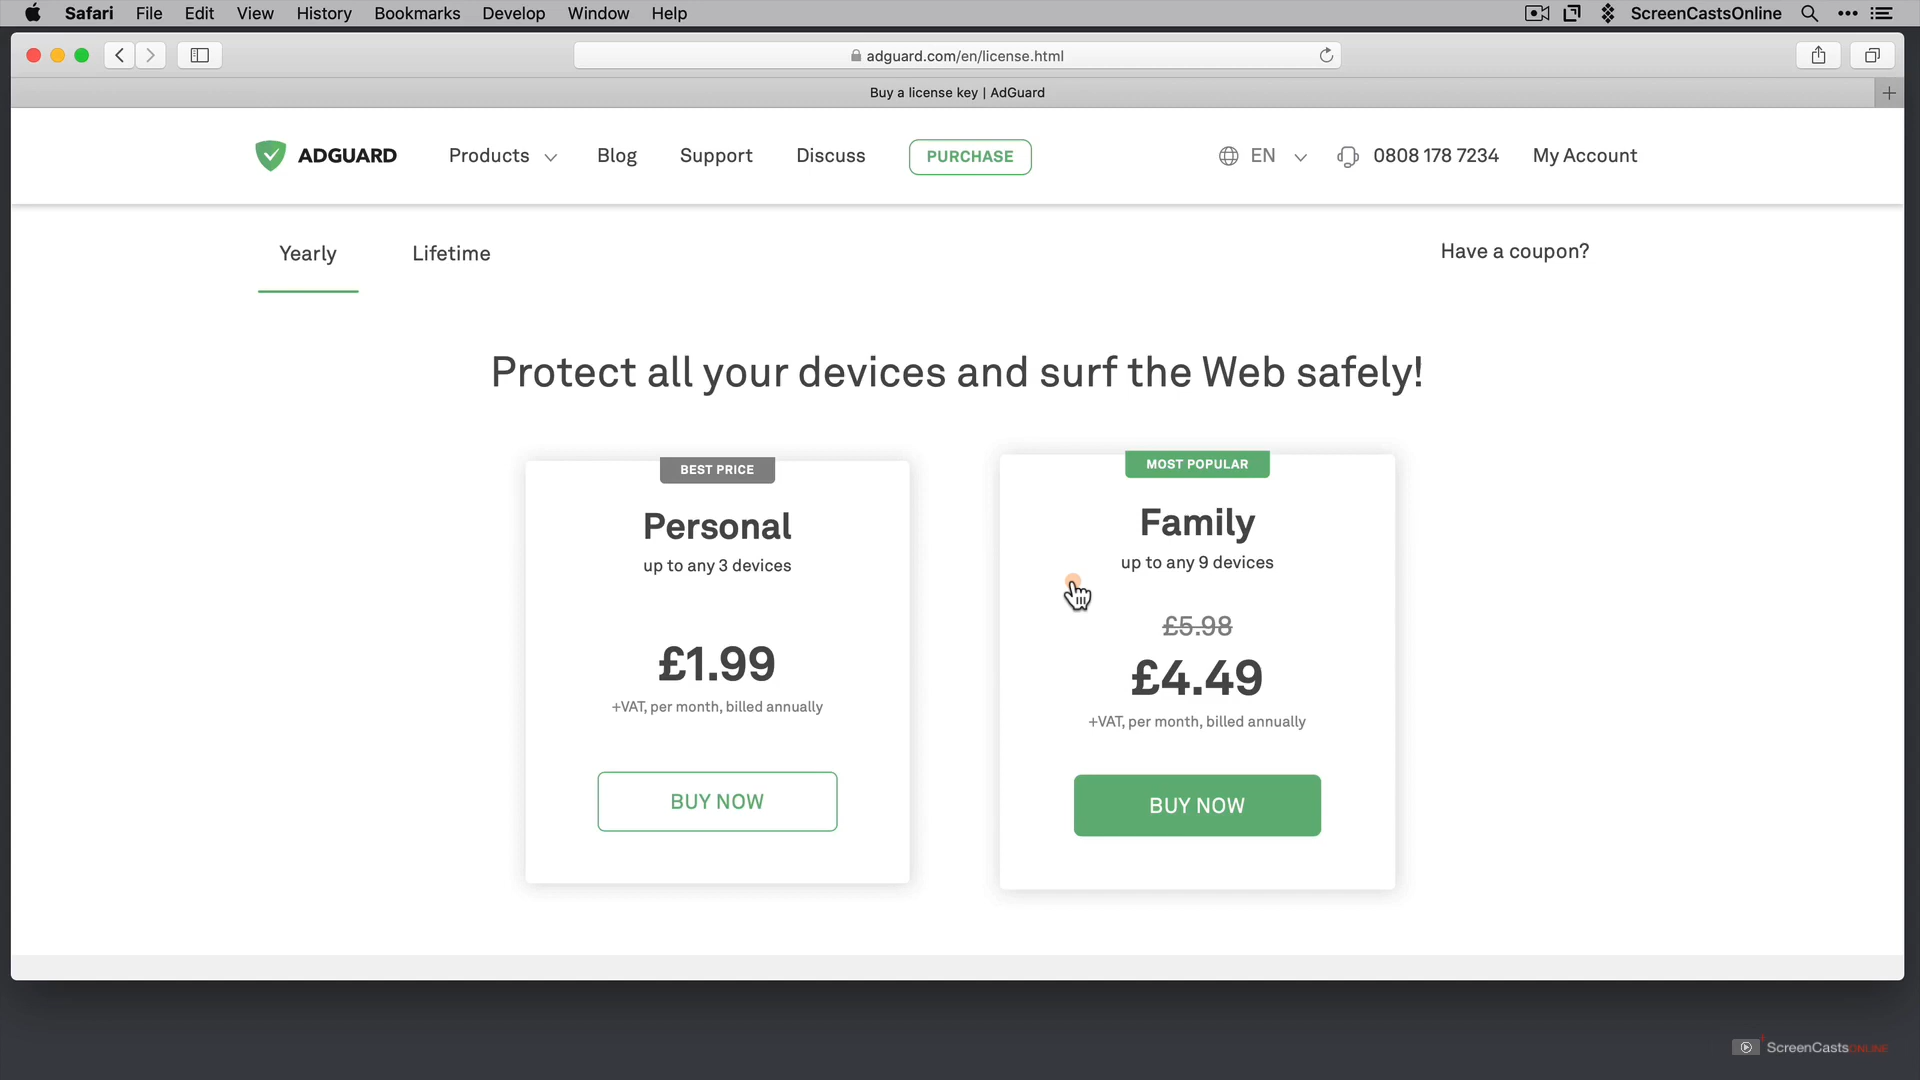 Safari File Edit View History Bookmarks Develop Window Help ScreenCastsOnline
adguard.com/en/license.html
Buy a license key | AdGuard
ADGUARD Products Blog Support Discuss PURCHASE EN 0808 178 7234 My Account
Yearly Lifetime Have a coupon?
Protect all your devices and surf the Web safely!
BEST PRICE
Personal
up to any 3 devices
£1.99
+VAT, per month, billed annually
BUY NOW
MOST POPULAR
Family
up to any 9 devices
£5.98
£4.49
+VAT, per month, billed annually
BUY NOW
ScreenCastsONLINE